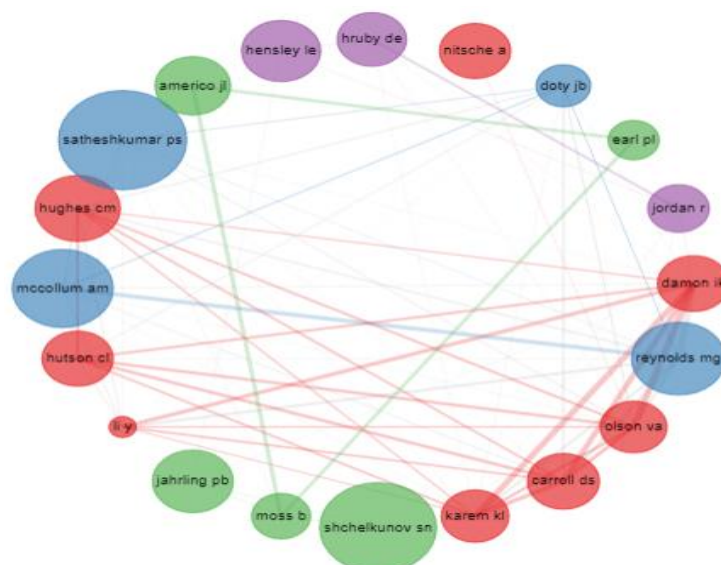 hruby de
hensley le
nitsche a
americo jl
doty jb
satheshkumar ps
earl pl
hughes cm
jordan r
mccollum am
damon ik
hutson cl
reynolds mg
li y
olson va
jahrling pb
carroll ds
moss b
karem kl
shchelkunov sn